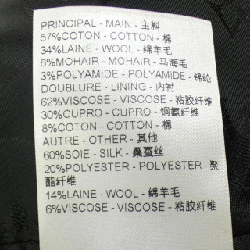 PRINCIPAL - MAIN - 主料
57%COTON - COTTON - 棉
34%LAINE - WOOL - 绵羊毛
6%MOHAIR - MOHAIR - 马海毛
3%POLYAMIDE - POLYAMIDE - 锦纶
DOUBLURE - LINING - 内衬
62%VISCOSE - VISCOSE - 粘胶纤维
30%CUPRO - CUPRO - 铜氨纤维
8%COTON - COTTON - 棉
AUTRE - OTHER - 其他
60%SOIE - SILK - 桑蚕丝
20%POLYESTER - POLYESTER - 聚
酯纤维
14%LAINE - WOOL - 绵羊毛
6%VISCOSE - VISCOSE - 粘胶纤维